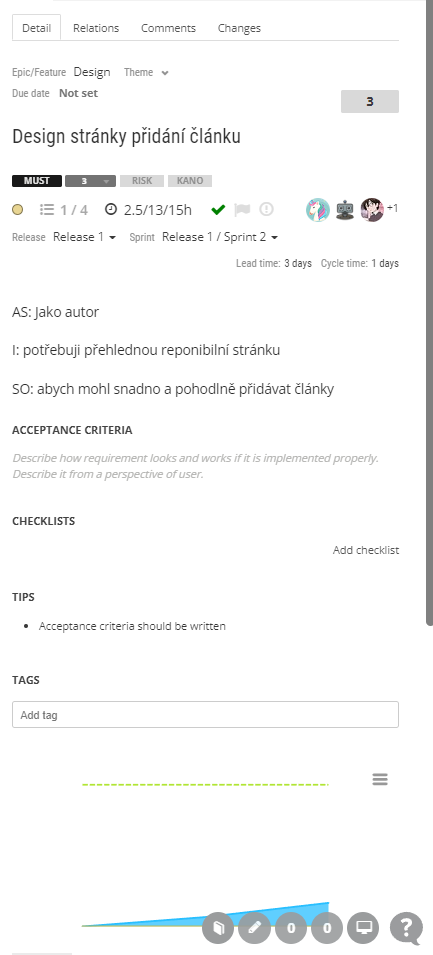 Detail Relations Comments Changes
Epic/Feature Design Theme
Due date Not set
3
Design stránky přidání článku
MUST 3 RISK KANO
1 / 4 2.5/13/15h +1
Release Release 1 Sprint Release 1 / Sprint 2
Lead time: 3 days Cycle time: 1 days
AS: Jako autor
I: potřebuji přehlednou reponibilní stránku
SO: abych mohl snadno a pohodlně přidávat články
ACCEPTANCE CRITERIA
Describe how requirement looks and works if it is implemented properly.
Describe it from a perspective of user.
CHECKLISTS
Add checklist
TIPS
Acceptance criteria should be written
TAGS
Add tag
0 0 ?